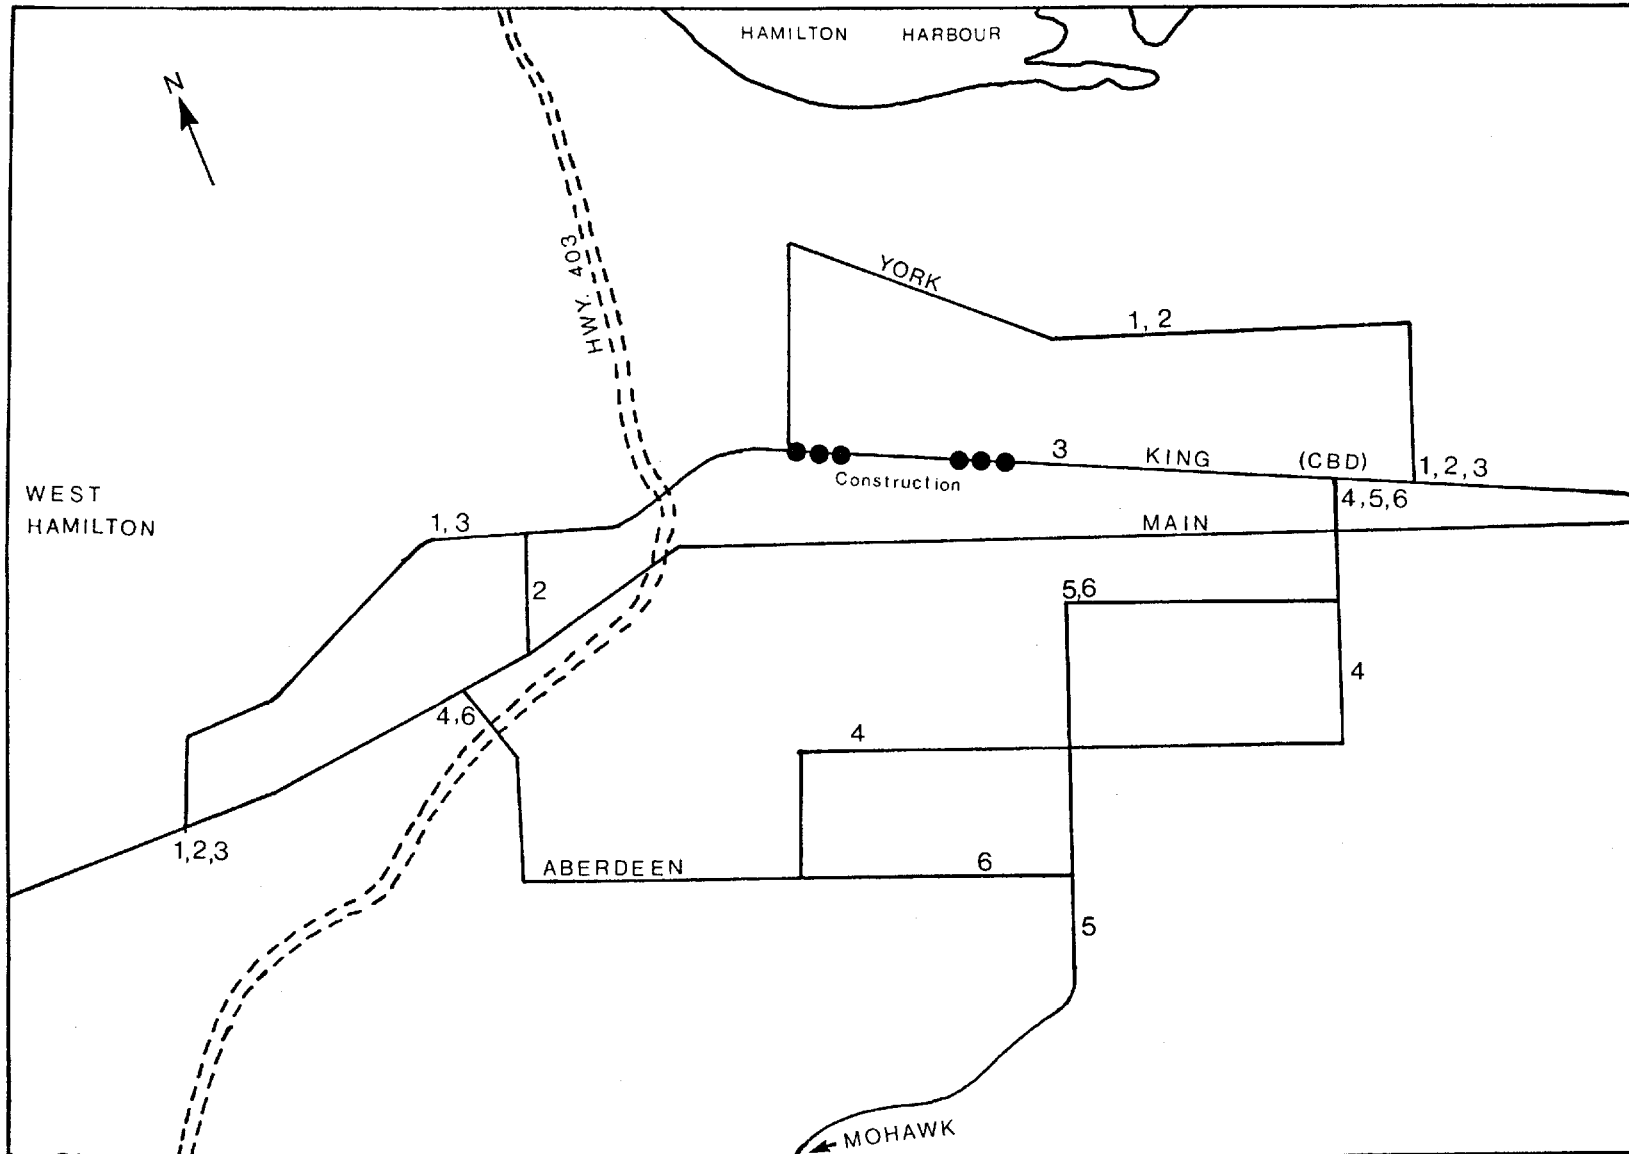 HAMILTON HARBOUR
N
HWY. 403
YORK
1, 2
3
KING
(CBD)
1, 2, 3
Construction
4,5,6
WEST
HAMILTON
1, 3
MAIN
2
5,6
4
4,6
4
1,2,3
ABERDEEN
6
5
MOHAWK